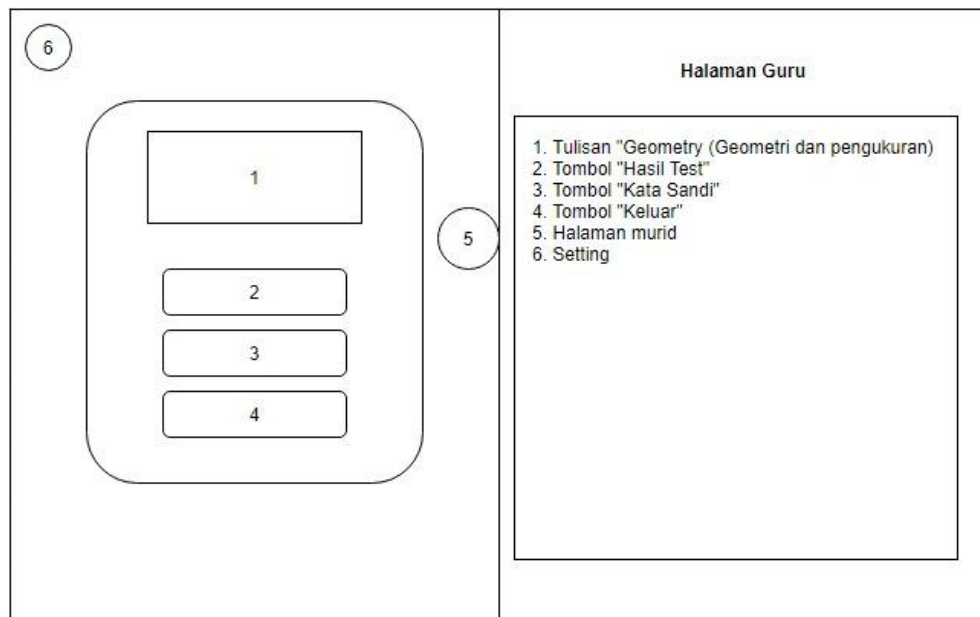 6
1
5
2
3
4
Halaman Guru
1. Tulisan "Geometry (Geometri dan pengukuran)
2. Tombol "Hasil Test"
3. Tombol "Kata Sandi"
4. Tombol "Keluar"
5. Halaman murid
6. Setting